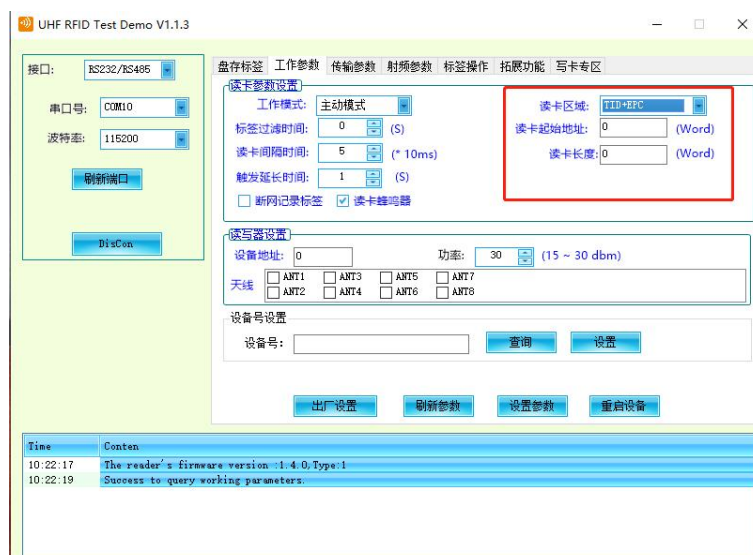 UHF RFID Test Demo V1.1.3
接口: RS232/RS485
串口号: COM10
波特率: 115200
刷新端口
DisCon
盘存标签 工作参数 传输参数 射频参数 标签操作 拓展功能 写卡专区
读卡参数设置
工作模式: 主动模式
标签过滤时间: 0 (S)
读卡间隔时间: 5 (* 10ms)
触发延长时间: 1 (S)
断网记录标签 读卡蜂鸣器
读卡区域: TID+EPC
读卡起始地址: 0 (Word)
读卡长度: 0 (Word)
读写器设置
设备地址: 0 功率: 30 (15 ~ 30 dbm)
天线
ANT1 ANT3 ANT5 ANT7
ANT2 ANT4 ANT6 ANT8
设备号设置
设备号: 查询 设置
出厂设置 刷新参数 设置参数 重启设备
Time Conten
10:22:17 The reader's firmware version :1.4.0,Type:1
10:22:19 Success to query working parameters.